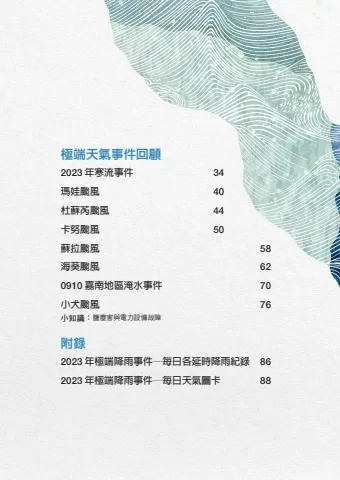 極端天氣事件回顧
2023 年寒流事件 34
瑪娃颱風 40
杜蘇芮颱風 44
卡努颱風 50
蘇拉颱風 58
海葵颱風 62
0910 嘉南地區淹水事件 70
小犬颱風 76
小知識：鹽塵害與電力設備故障
附錄
2023 年極端降雨事件─每日各延時降雨紀錄 86
2023 年極端降雨事件─每日天氣圖卡 88